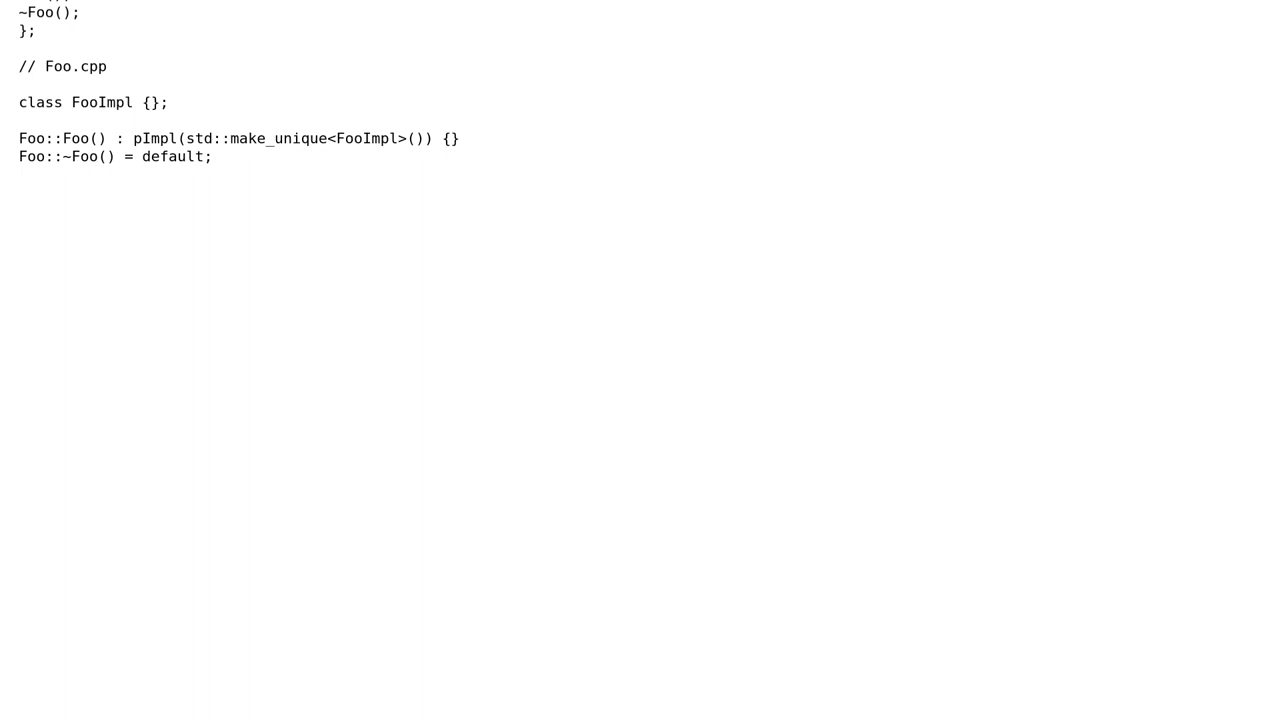 ~Foo();
};
// Foo.cpp
class FooImpl {};
Foo::Foo() : pImpl(std::make_unique<FooImpl>()) {}
Foo::~Foo() = default;